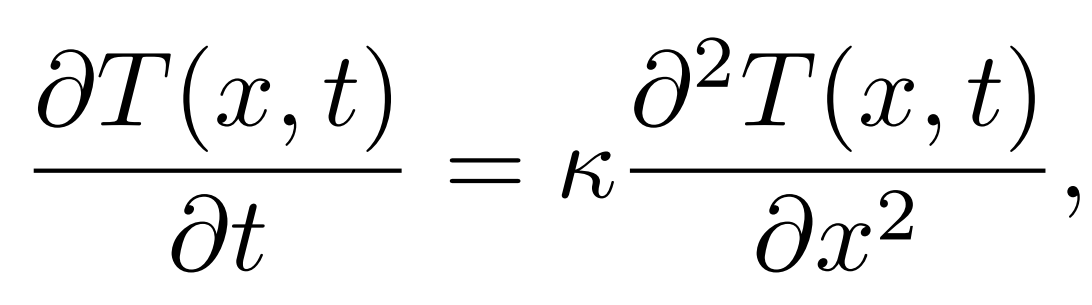 ∂T(x, t)/∂t = κ ∂²T(x, t)/∂x²,